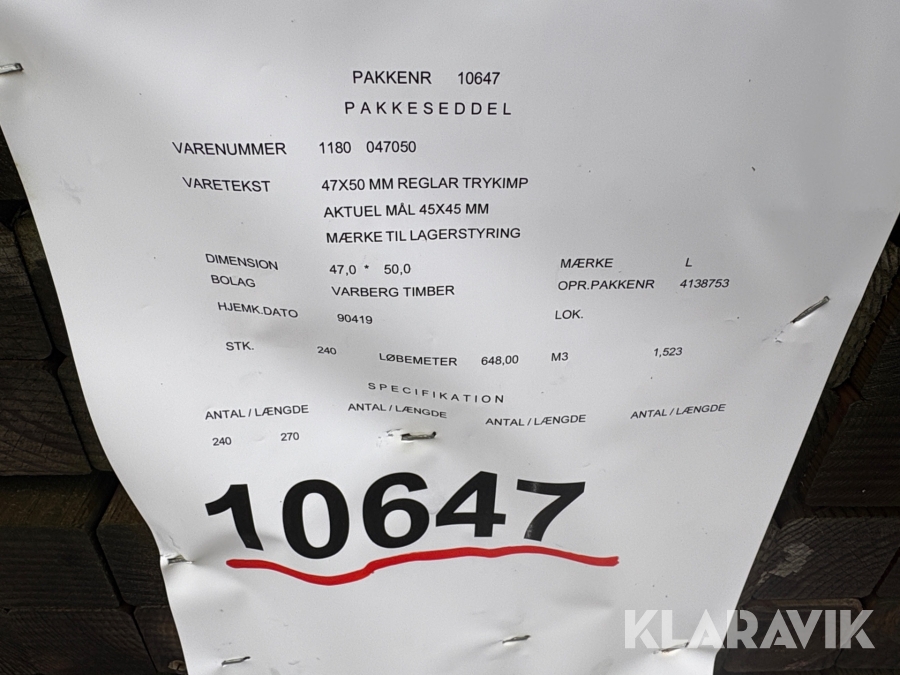 PAKKENR 10647
PAKKESEDDEL
VARENUMMER 1180 047050
VARETEKST 47X50 MM REGLAR TRYKIMP
AKTUEL MÅL 45X45 MM
MÆRKE TIL LAGERSTYRING
DIMENSION 47,0 * 50,0 MÆRKE L
BOLAG VARBERG TIMBER OPR.PAKKENR 4138753
HJEMK.DATO 90419 LOK.
STK. 240 LØBEMETER 648,00 M3 1,523
SPECIFIKATION
ANTAL / LÆNGDE ANTAL / LÆNGDE ANTAL / LÆNGDE ANTAL / LÆNGDE
240 270
10647
KLARAVIK